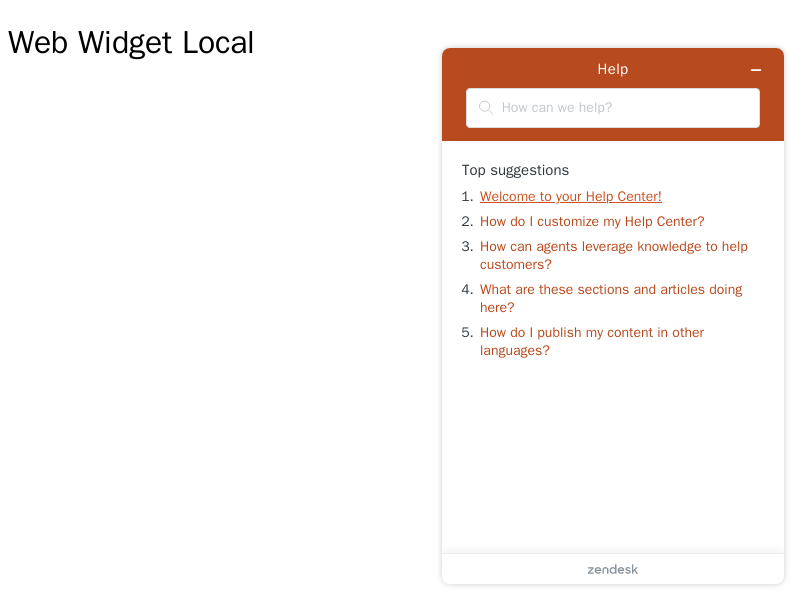 Web Widget Local
Help
How can we help?
Top suggestions
1. Welcome to your Help Center!
2. How do I customize my Help Center?
3. How can agents leverage knowledge to help
customers?
4. What are these sections and articles doing
here?
5. How do I publish my content in other
languages?
zendesk